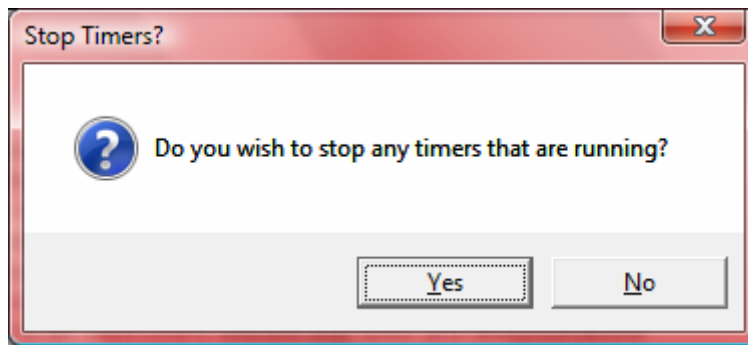 Stop Timers?
Do you wish to stop any timers that are running?
Yes No